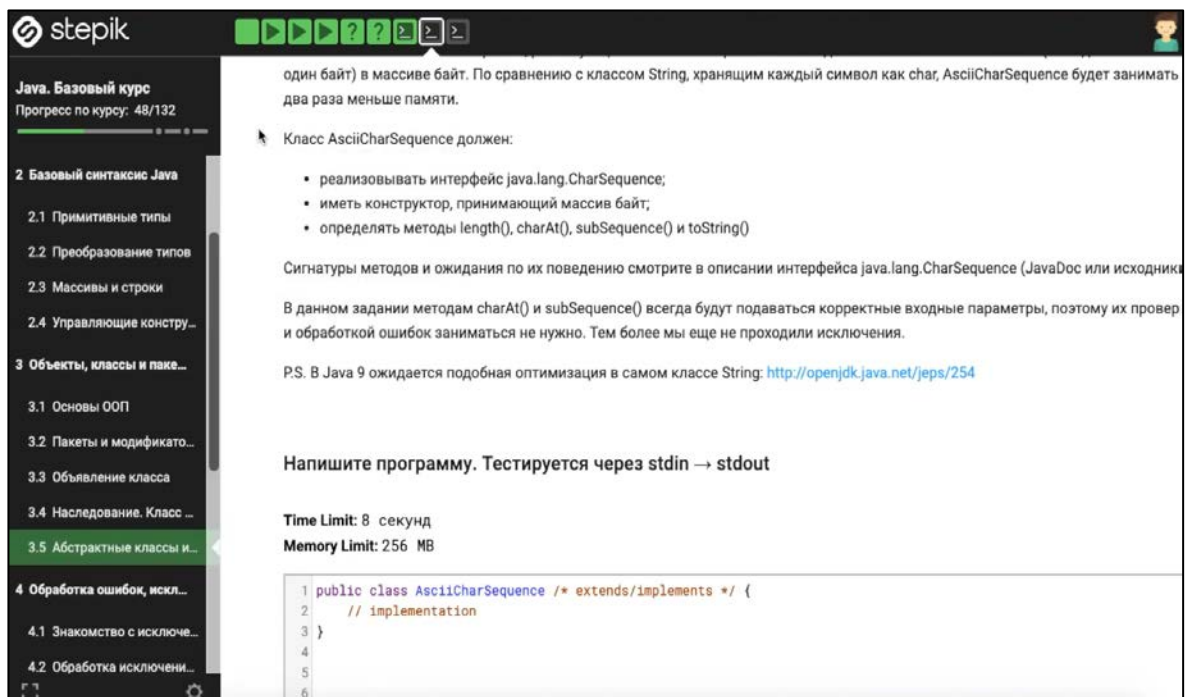 stepik
Java. Базовый курс
Прогресс по курсу: 48/132
2 Базовый синтаксис Java
2.1 Примитивные типы
2.2 Преобразование типов
2.3 Массивы и строки
2.4 Управляющие констру...
3 Объекты, классы и паке...
3.1 Основы ООП
3.2 Пакеты и модификато...
3.3 Объявление класса
3.4 Наследование. Класс ...
3.5 Абстрактные классы и...
4 Обработка ошибок, искл...
4.1 Знакомство с исключе...
4.2 Обработка исключени...
один байт) в массиве байт. По сравнению с классом String, хранящим каждый символ как char, AsciiCharSequence будет занимать
два раза меньше памяти.
Класс AsciiCharSequence должен:
• реализовывать интерфейс java.lang.CharSequence;
• иметь конструктор, принимающий массив байт;
• определять методы length(), charAt(), subSequence() и toString()
Сигнатуры методов и ожидания по их поведению смотрите в описании интерфейса java.lang.CharSequence (JavaDoc или исходники
В данном задании методам charAt() и subSequence() всегда будут подаваться корректные входные параметры, поэтому их провер
и обработкой ошибок заниматься не нужно. Тем более мы еще не проходили исключения.
P.S. В Java 9 ожидается подобная оптимизация в самом классе String: http://openjdk.java.net/jeps/254
Напишите программу. Тестируется через stdin → stdout
Time Limit: 8 секунд
Memory Limit: 256 MB
1 public class AsciiCharSequence /* extends/implements */ {
2 // implementation
3 }
4
5
6